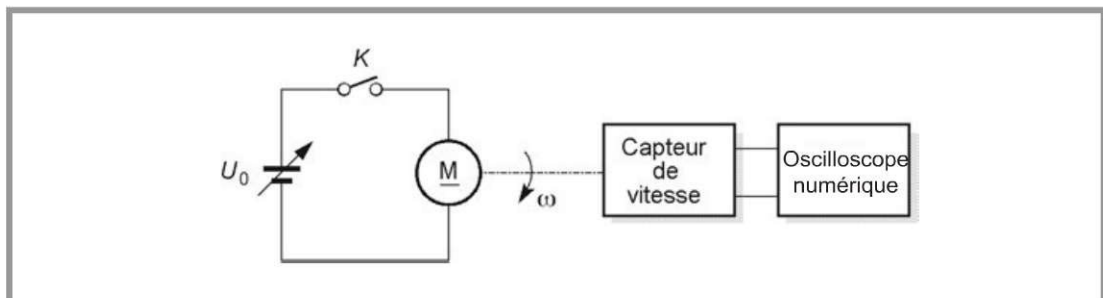 K
U0
M
ω
Capteur
de
vitesse
Oscilloscope
numérique